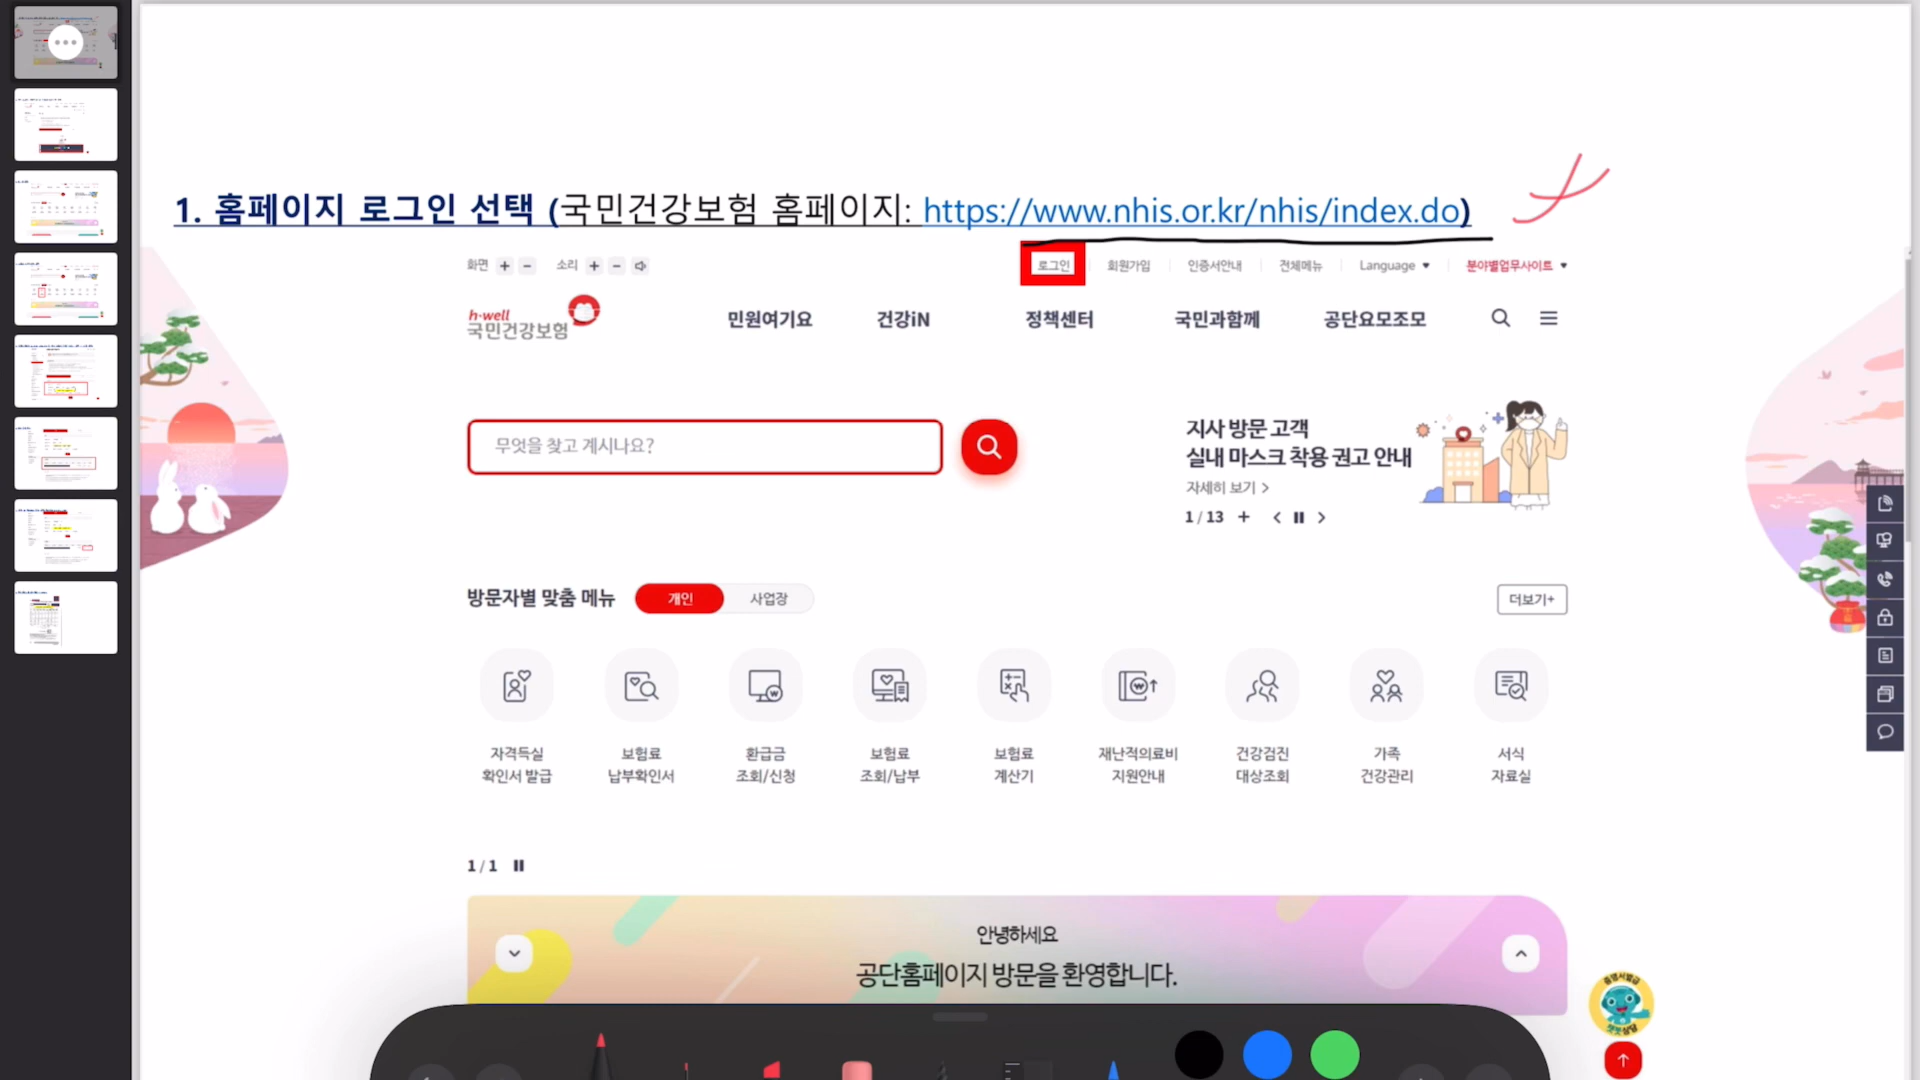 1. 홈페이지 로그인 선택 (국민건강보험 홈페이지: https://www.nhis.or.kr/nhis/index.do)
화면 + - 소리 + -
로그인 회원가입 인증서안내 전체메뉴 Language 분야별업무사이트
h·well
국민건강보험
민원여기요 건강iN 정책센터 국민과함께 공단요모조모
무엇을 찾고 계시나요?
지사 방문 고객
실내 마스크 착용 권고 안내
자세히 보기 >
1 / 13 +
방문자별 맞춤 메뉴 개인 사업장 더보기+
자격득실
확인서 발급
보험료
납부확인서
환급금
조회/신청
보험료
조회/납부
보험료
계산기
재난적의료비
지원안내
건강검진
대상조회
가족
건강관리
서식
자료실
1 / 1
안녕하세요
공단홈페이지 방문을 환영합니다.
증명서발급
챗봇상담